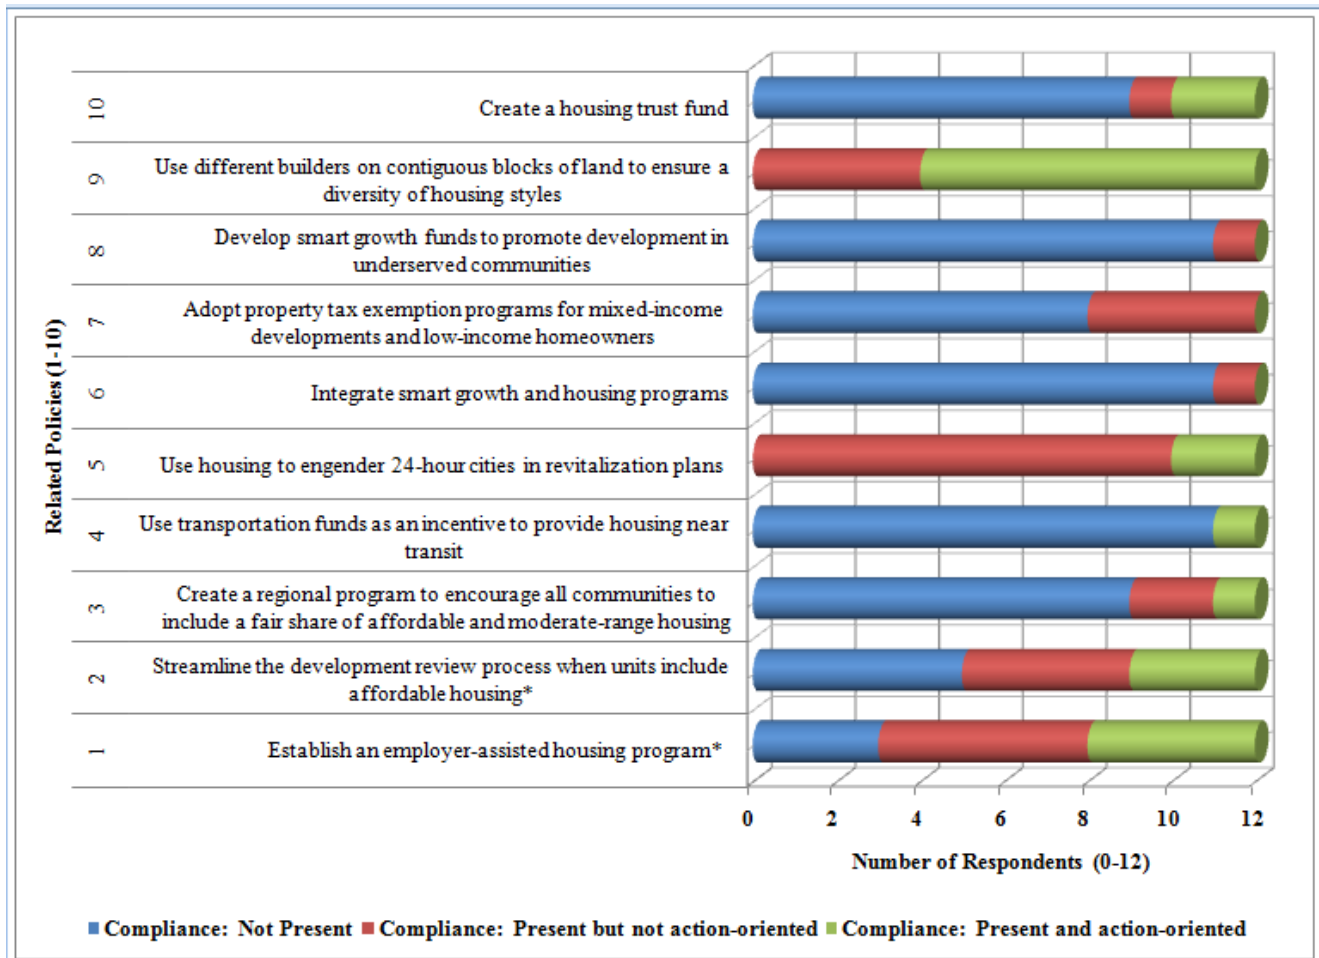 10
Create a housing trust fund
9
Use different builders on contiguous blocks of land to ensure a
diversity of housing styles
8
Develop smart growth funds to promote development in
underserved communities
7
Adopt property tax exemption programs for mixed-income
developments and low-income homeowners
6
Integrate smart growth and housing programs
5
Use housing to engender 24-hour cities in revitalization plans
4
Use transportation funds as an incentive to provide housing near
transit
3
Create a regional program to encourage all communities to
include a fair share of affordable and moderate-range housing
2
Streamline the development review process when units include
affordable housing*
1
Establish an employer-assisted housing program*
Related Policies (1-10)
0 2 4 6 8 10 12
Number of Respondents (0-12)
Compliance: Not Present Compliance: Present but not action-oriented Compliance: Present and action-oriented